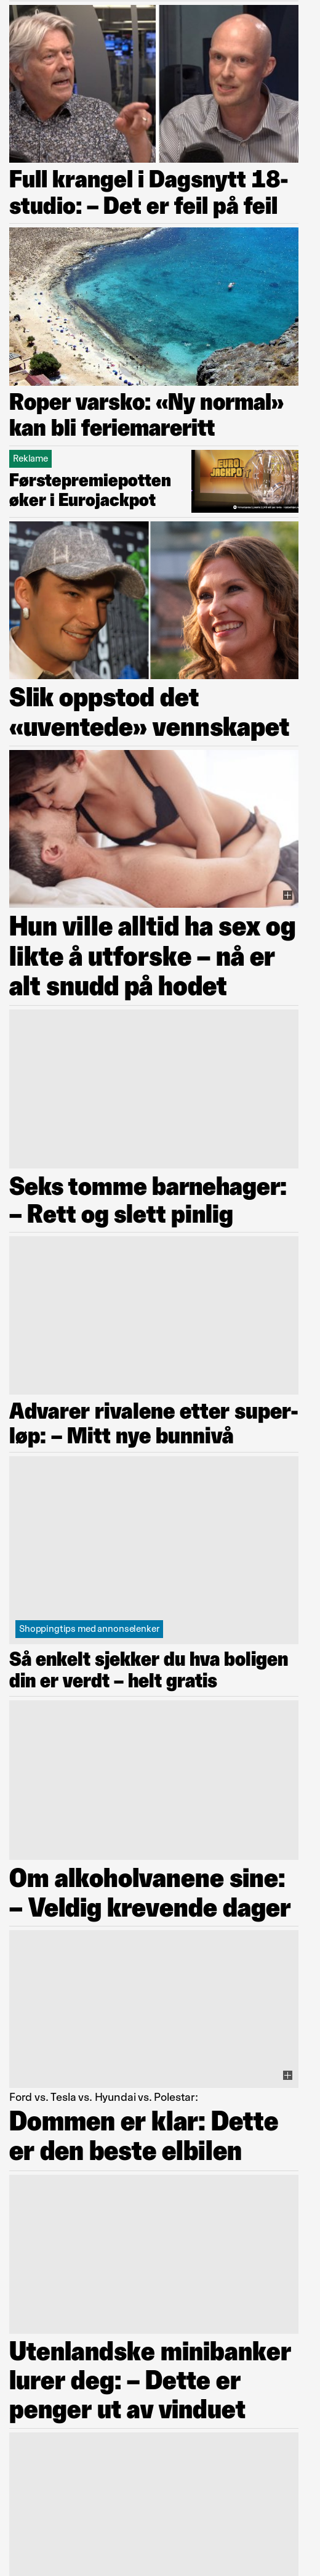 Full krangel i Dagsnytt 18-
studio: – Det er feil på feil
Roper varsko: «Ny normal»
kan bli feriemareritt
Reklame
Førstepremiepotten
øker i Eurojackpot
EURO
JACKPO
Slik oppstod det
«uventede» vennskapet
Hun ville alltid ha sex og
likte å utforske – nå er
alt snudd på hodet
Seks tomme barnehager:
– Rett og slett pinlig
Advarer rivalene etter super-
løp: – Mitt nye bunnivå
Shoppingtips med annonselenker
Så enkelt sjekker du hva boligen
din er verdt – helt gratis
Om alkoholvanene sine:
– Veldig krevende dager
Ford vs. Tesla vs. Hyundai vs. Polestar:
Dommen er klar: Dette
er den beste elbilen
Utenlandske minibanker
lurer deg: – Dette er
penger ut av vinduet